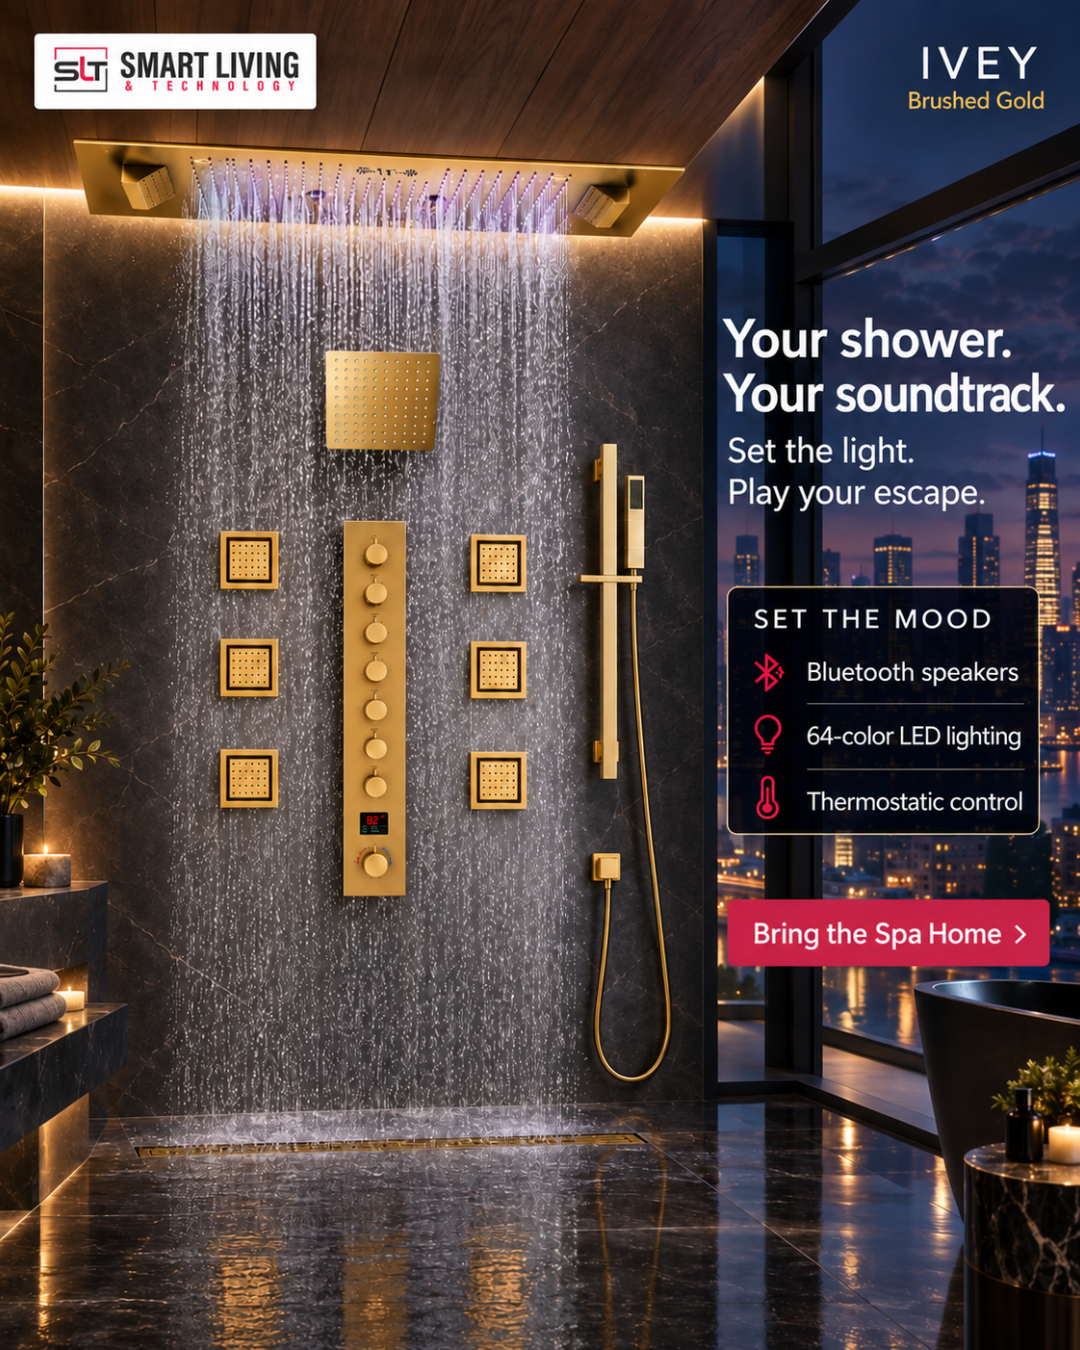 SLT SMART LIVING
& TECHNOLOGY
IVEY
Brushed Gold
Your shower.
Your soundtrack.
Set the light.
Play your escape.
SET THE MOOD
Bluetooth speakers
64-color LED lighting
Thermostatic control
Bring the Spa Home >
82°